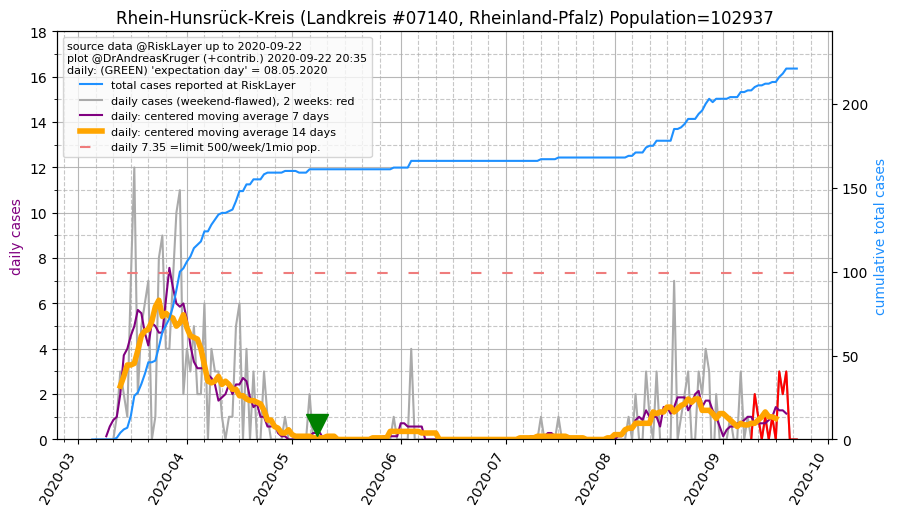 Rhein-Hunsrück-Kreis (Landkreis #07140, Rheinland-Pfalz) Population=102937
source data @RiskLayer up to 2020-09-22
plot @DrAndreasKruger (+contrib.) 2020-09-22 20:35
daily: (GREEN) 'expectation day' = 08.05.2020
total cases reported at RiskLayer
daily cases (weekend-flawed), 2 weeks: red
daily: centered moving average 7 days
daily: centered moving average 14 days
daily 7.35 =limit 500/week/1mio pop.
daily cases
18
16
14
12
10
8
6
4
2
0
cumulative total cases
200
150
100
50
0
2020-03
2020-04
2020-05
2020-06
2020-07
2020-08
2020-09
2020-10